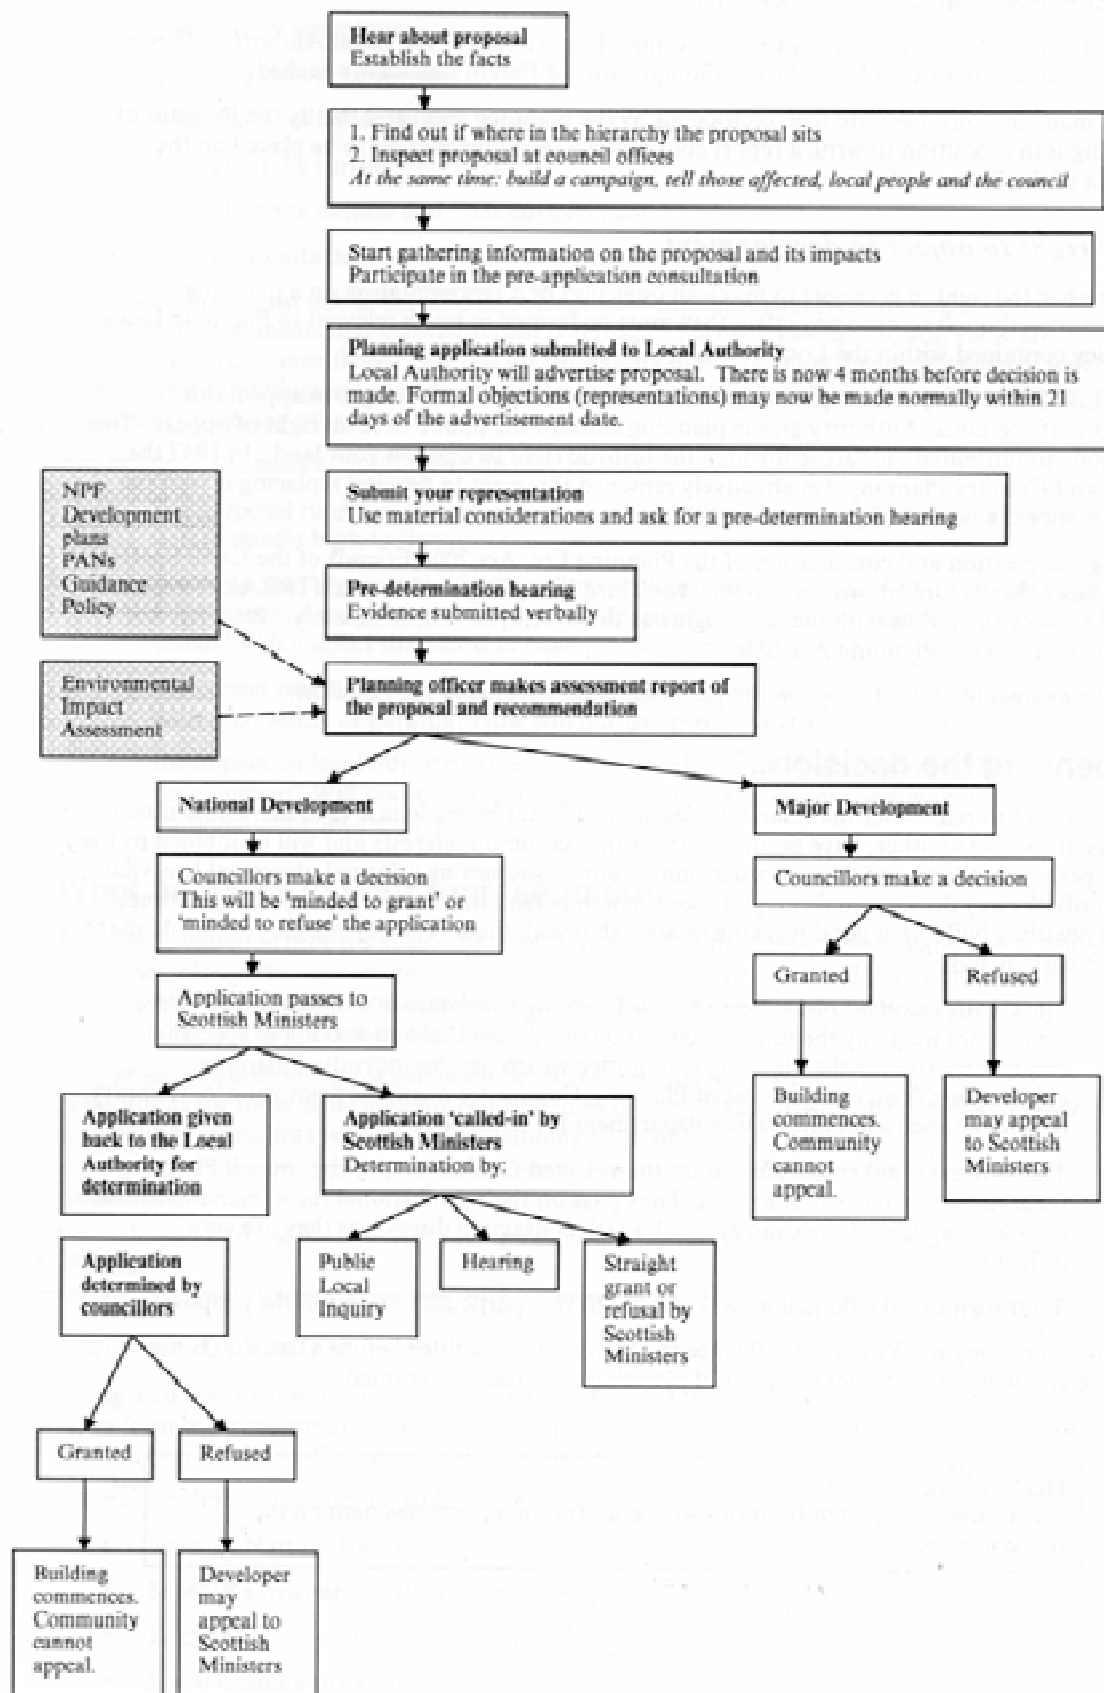 Hear about proposal
Establish the facts
1. Find out if where in the hierarchy the proposal sits
2. Inspect proposal at council offices
At the same time: build a campaign, tell those affected, local people and the council
Start gathering information on the proposal and its impacts
Participate in the pre-application consultation
Planning application submitted to Local Authority
Local Authority will advertise proposal. There is now 4 months before decision is
made. Formal objections (representations) may now be made normally within 21
days of the advertisement date.
NPF
Development
plans
PANs
Guidance
Policy
Submit your representation
Use material considerations and ask for a pre-determination hearing
Pre-determination hearing
Evidence submitted verbally
Environmental
Impact
Assessment
Planning officer makes assessment report of
the proposal and recommendation
National Development
Major Development
Councillors make a decision
This will be 'minded to grant' or
'minded to refuse' the application
Councillors make a decision
Granted
Refused
Application passes to
Scottish Ministers
Application given
back to the Local
Authority for
determination
Application 'called-in' by
Scottish Ministers
Determination by:
Building
commences.
Community
cannot
appeal.
Developer
may appeal
to Scottish
Ministers
Application
determined by
councillors
Public
Local
Inquiry
Hearing
Straight
grant or
refusal by
Scottish
Ministers
Granted
Refused
Building
commences.
Community
cannot
appeal.
Developer
may
appeal to
Scottish
Ministers